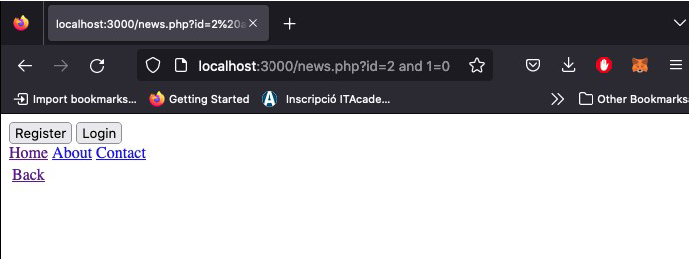 localhost:3000/news.php?id=2%20a
localhost:3000/news.php?id=2 and 1=0
Import bookmarks... Getting Started Inscripció ITAcade... Other Bookmarks
Register Login
Home About Contact
Back